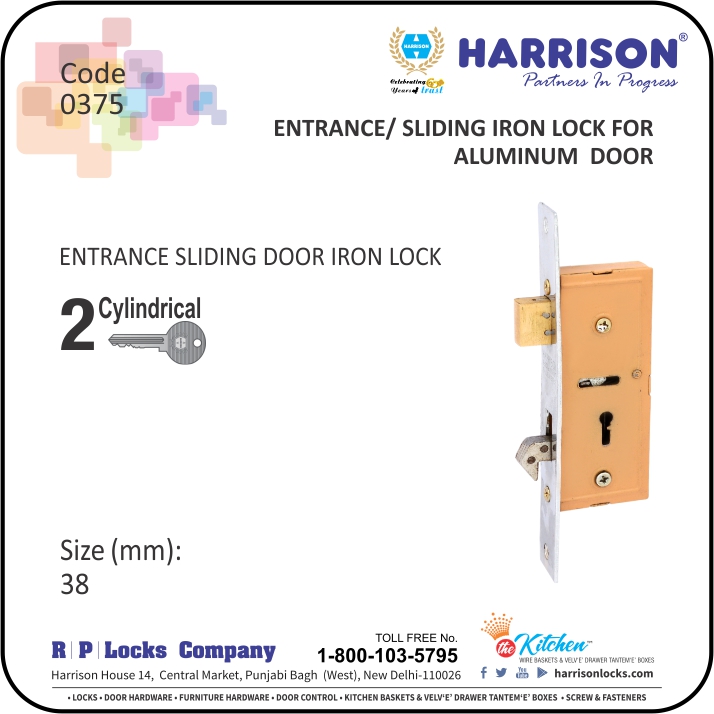 Code
0375
HARRISON
Celebrating
Years of trust
HARRISON®
Partners In Progress
ENTRANCE/ SLIDING IRON LOCK FOR
ALUMINUM DOOR
ENTRANCE SLIDING DOOR IRON LOCK
2 Cylindrical
Size (mm):
38
R|P|Locks Company
TOLL FREE No.
1-800-103-5795
Harrison House 14, Central Market, Punjabi Bagh (West), New Delhi-110026
the Kitchen™
WIRE BASKETS & VELV'E' DRAWER TANTEM'E' BOXES
harrisonlocks.com
• LOCKS • DOOR HARDWARE • FURNITURE HARDWARE • DOOR CONTROL • KITCHEN BASKETS & VELV'E' DRAWER TANTEM'E' BOXES • SCREW & FASTENERS